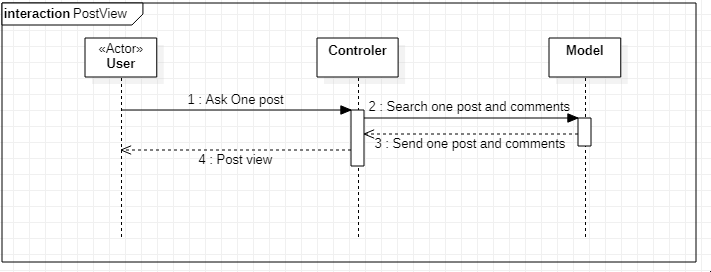 interaction PostView
«Actor»
User
Controler
Model
1 : Ask One post
2 : Search one post and comments
3 : Send one post and comments
4 : Post view